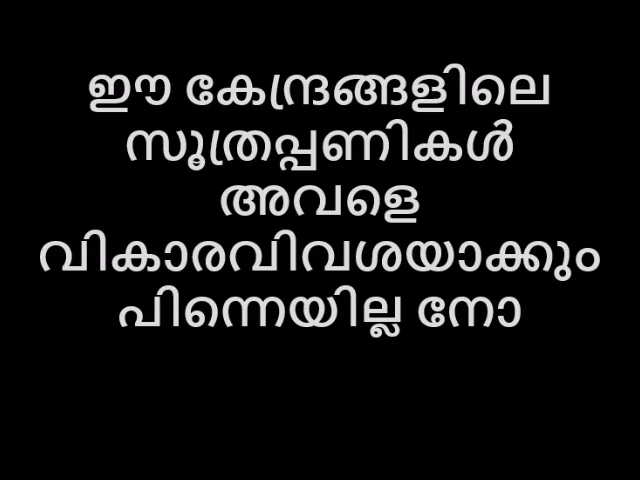 ഈ കേന്ദ്രങ്ങളിലെ
സൂത്രപ്പണികൾ
അവളെ
വികാരവിവശയാക്കും
പിന്നെയില്ല നോ